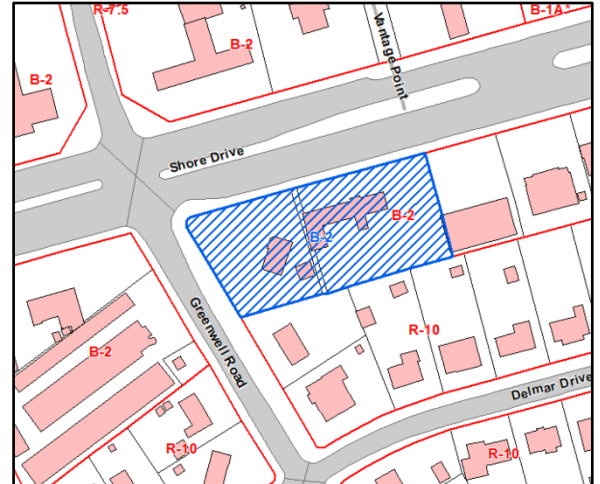 R-7.5
B-2
B-1A*
B-2
Vantage Point
Shore Drive
B-2
B-2
Greenwell Road
R-10
B-2
Delmar Drive
R-10
R-10